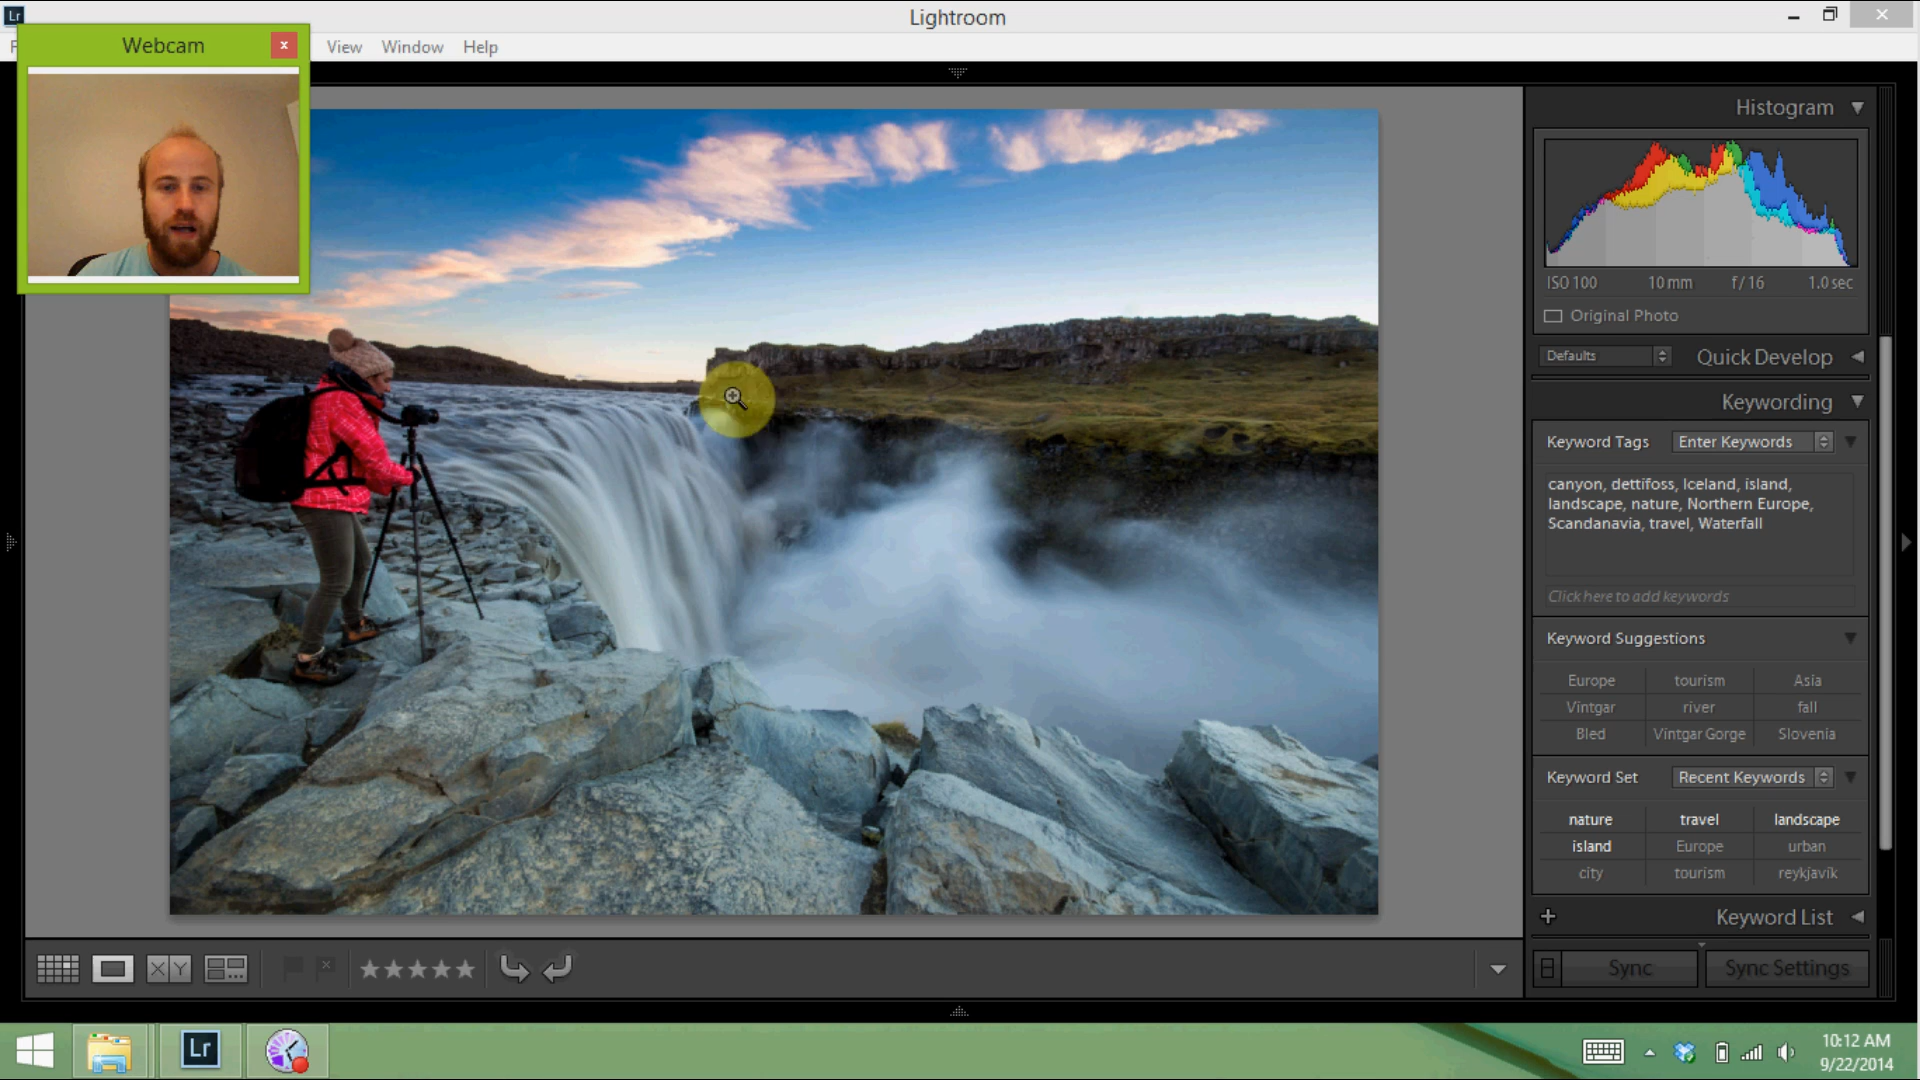 Lr
Lightroom
Webcam
F
View Window Help
Histogram
ISO 100 10 mm f / 16 1.0 sec
Original Photo
Defaults
Quick Develop
Keywording
Keyword Tags Enter Keywords
canyon, dettifoss, Iceland, island,
landscape, nature, Northern Europe,
Scandanavia, travel, Waterfall
Click here to add keywords
Keyword Suggestions
Europe tourism Asia
Vintgar river fall
Bled Vintgar Gorge Slovenia
Keyword Set Recent Keywords
nature travel landscape
island Europe urban
city tourism reykjavik
Keyword List
X Y
Sync Sync Settings
Lr
10:12 AM
9/22/2014